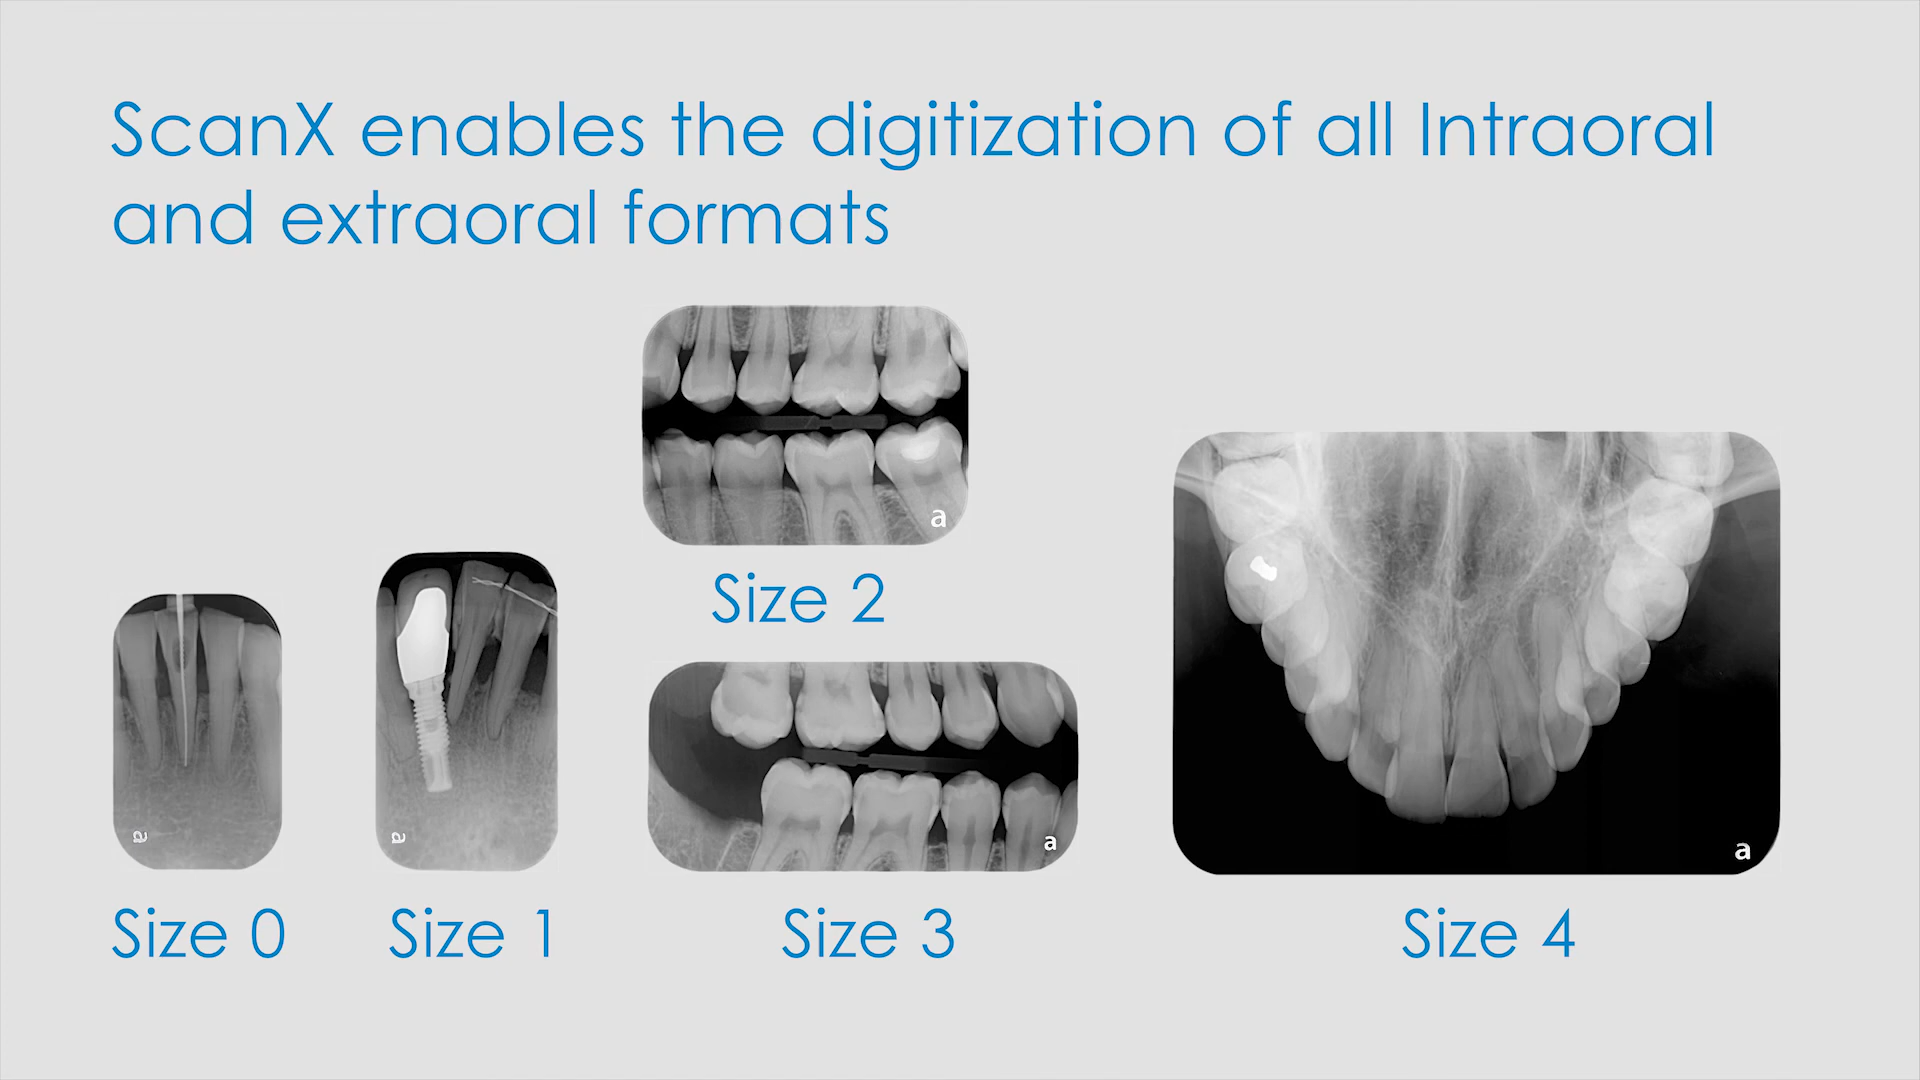 ScanX enables the digitization of all Intraoral
and extraoral formats
a
Size 2
a
a
a
a
Size 0
Size 1
Size 3
Size 4